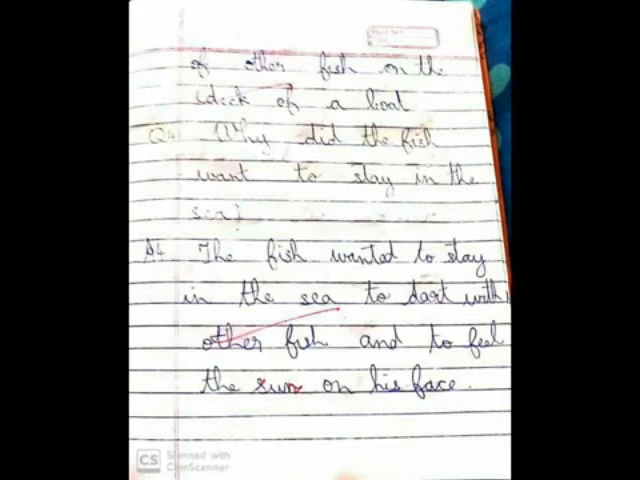 of other fish on the
deck of a boat
Q4 Why did the fish
want to stay in the
sea?
A4 The fish wanted to stay
in the sea to dart with
other fish and to feel
the sun on his face.
CS Scanned with
CamScanner